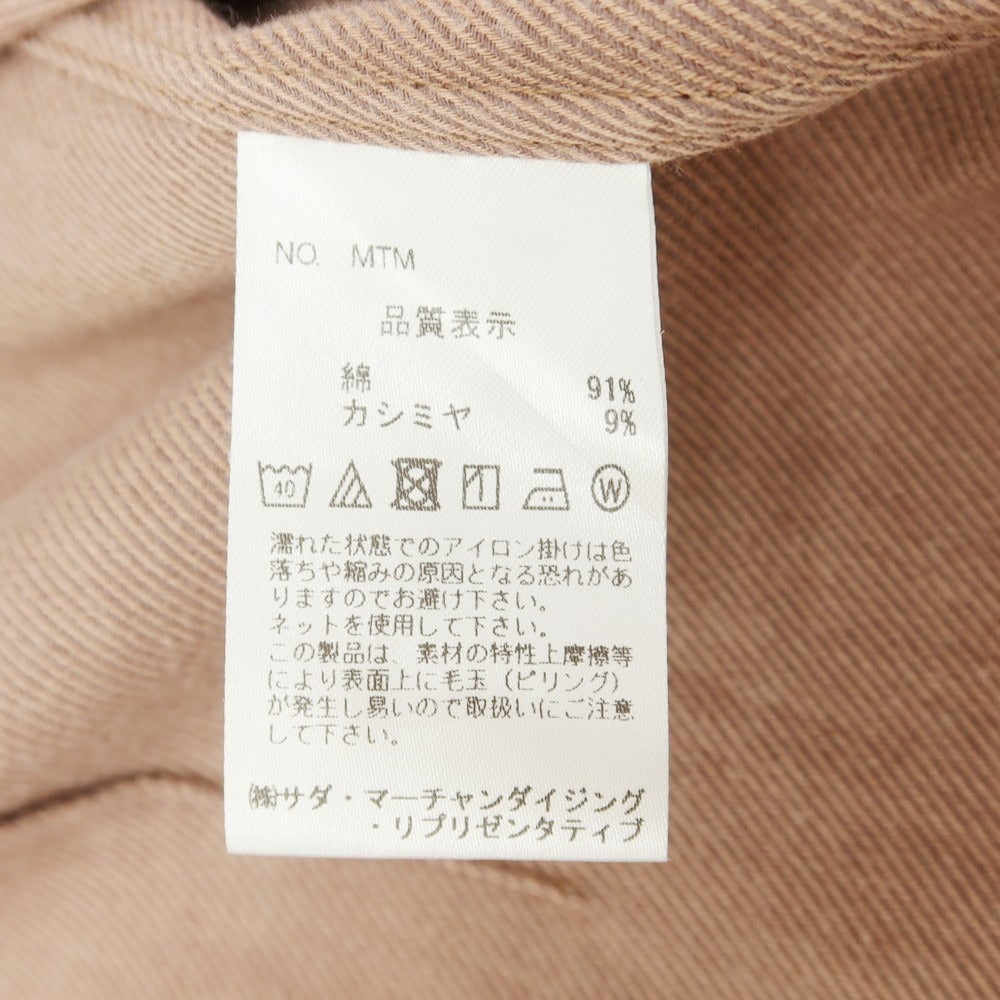 NO. MTM
品質表示
綿 91%
カシミヤ 9%
40 W
濡れた状態でのアイロン掛けは色
落ちや縮みの原因となる恐れがあ
りますのでお避け下さい。
ネットを使用して下さい。
この製品は、素材の特性上摩擦等
により表面上に毛玉（ピリング）
が発生し易いので取扱いにご注意
して下さい。
㈱サダ・マーチャンダイジング
・リプリゼンタティブ